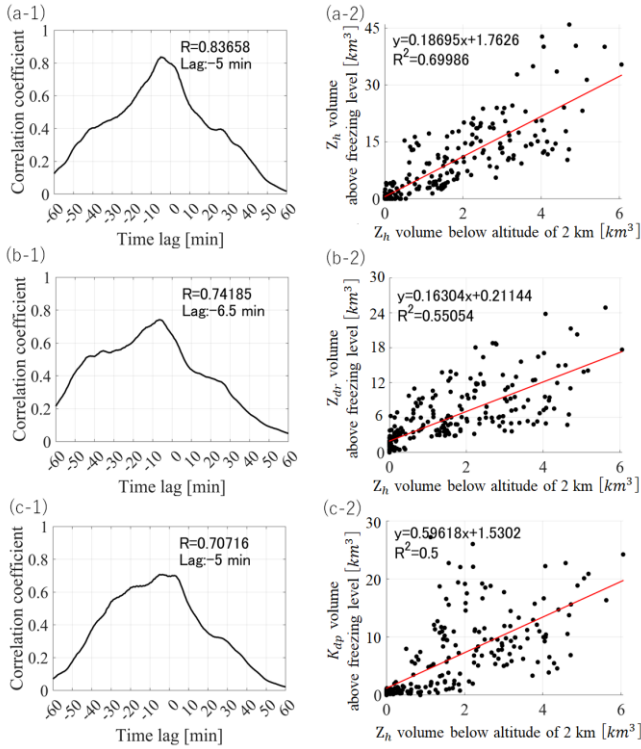 (a-1)
R=0.83658
Lag:-5 min
Correlation coefficient
1
0.8
0.6
0.4
0.2
0
-60 -50 -40 -30 -20 -10 0 10 20 30 40 50 60
Time lag [min]
(a-2)
y=0.18695x+1.7626
R²=0.69986
Z_h volume
above freezing level [km³]
45
30
15
0
0 2 4 6
Z_h volume below altitude of 2 km [km³]
(b-1)
R=0.74185
Lag:-6.5 min
Correlation coefficient
1
0.8
0.6
0.4
0.2
0
-60 -50 -40 -30 -20 -10 0 10 20 30 40 50 60
Time lag [min]
(b-2)
y=0.16304x+0.21144
R²=0.55054
Z_dr volume
above freezing level [km³]
30
24
18
12
6
0
0 2 4 6
Z_h volume below altitude of 2 km [km³]
(c-1)
R=0.70716
Lag:-5 min
Correlation coefficient
1
0.8
0.6
0.4
0.2
0
-60 -50 -40 -30 -20 -10 0 10 20 30 40 50 60
Time lag [min]
(c-2)
y=0.59618x+1.5302
R²=0.5
K_dp volume
above freezing level [km³]
30
20
10
0
0 2 4 6
Z_h volume below altitude of 2 km [km³]